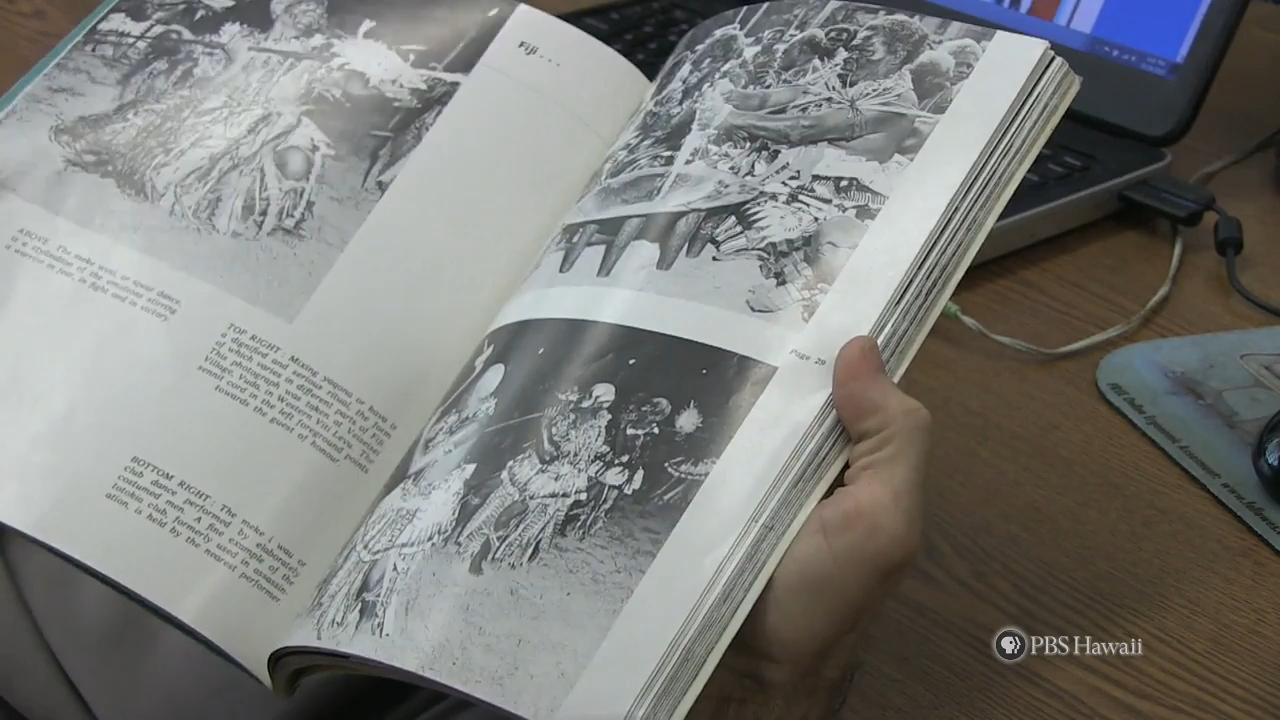 Fiji....
ABOVE The meke wesi, or spear dance,
is a stylisation of the emotions stirring
a warrior in fear, in fight and in victory.
TOP RIGHT: Mixing yaqona or kava is
a dignified and serious ritual, the form
of which varies in different parts of Fiji.
This photograph was taken at Veiseisei
Village, Vuda, in Western Viti Levu. The
sennit cord in the left foreground points
towards the guest of honour.
BOTTOM RIGHT: The meke i wau or
club dance performed by elaborately
costumed men. A fine example of the
totokia club, formerly used in assassin-
ation, is held by the nearest performer.
Page 29
PBS Hawaii